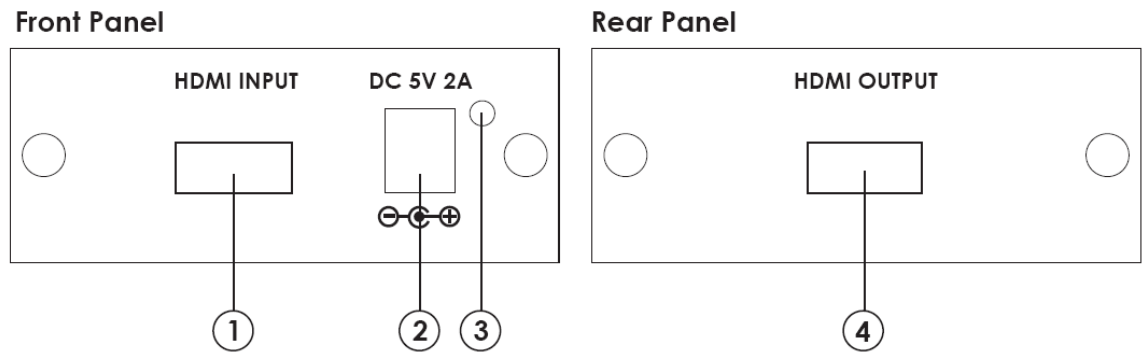 Front Panel
HDMI INPUT
DC 5V 2A
1
2
3
Rear Panel
HDMI OUTPUT
4